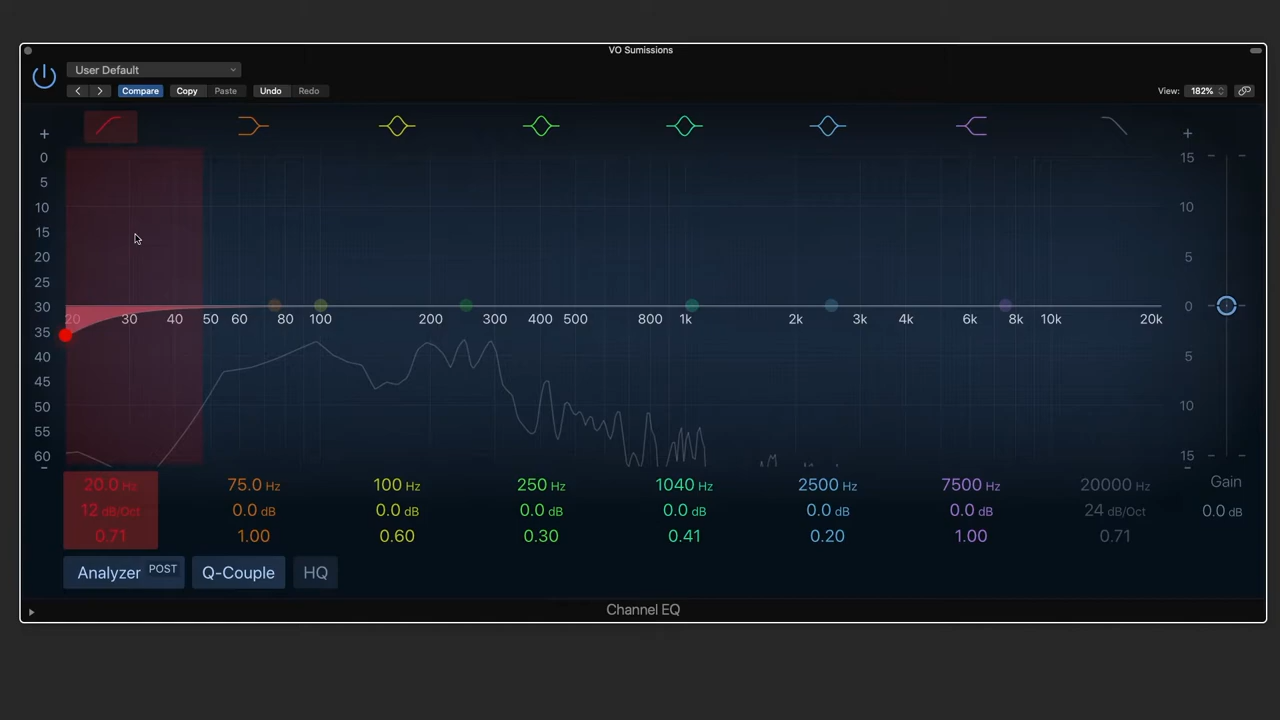 VO Sumissions
User Default
Compare Copy Paste Undo Redo View: 182%
+ +
0 15
5
10 10
15
20 5
25
30 0
20 30 40 50 60 80 100 200 300 400 500 800 1k 2k 3k 4k 6k 8k 10k 20k
35
40 5
45
50 10
55
60 15
- -
20.0 Hz 75.0 Hz 100 Hz 250 Hz 1040 Hz 2500 Hz 7500 Hz 20000 Hz Gain
12 dB/Oct 0.0 dB 0.0 dB 0.0 dB 0.0 dB 0.0 dB 0.0 dB 24 dB/Oct 0.0 dB
0.71 1.00 0.60 0.30 0.41 0.20 1.00 0.71
Analyzer POST Q-Couple HQ
Channel EQ